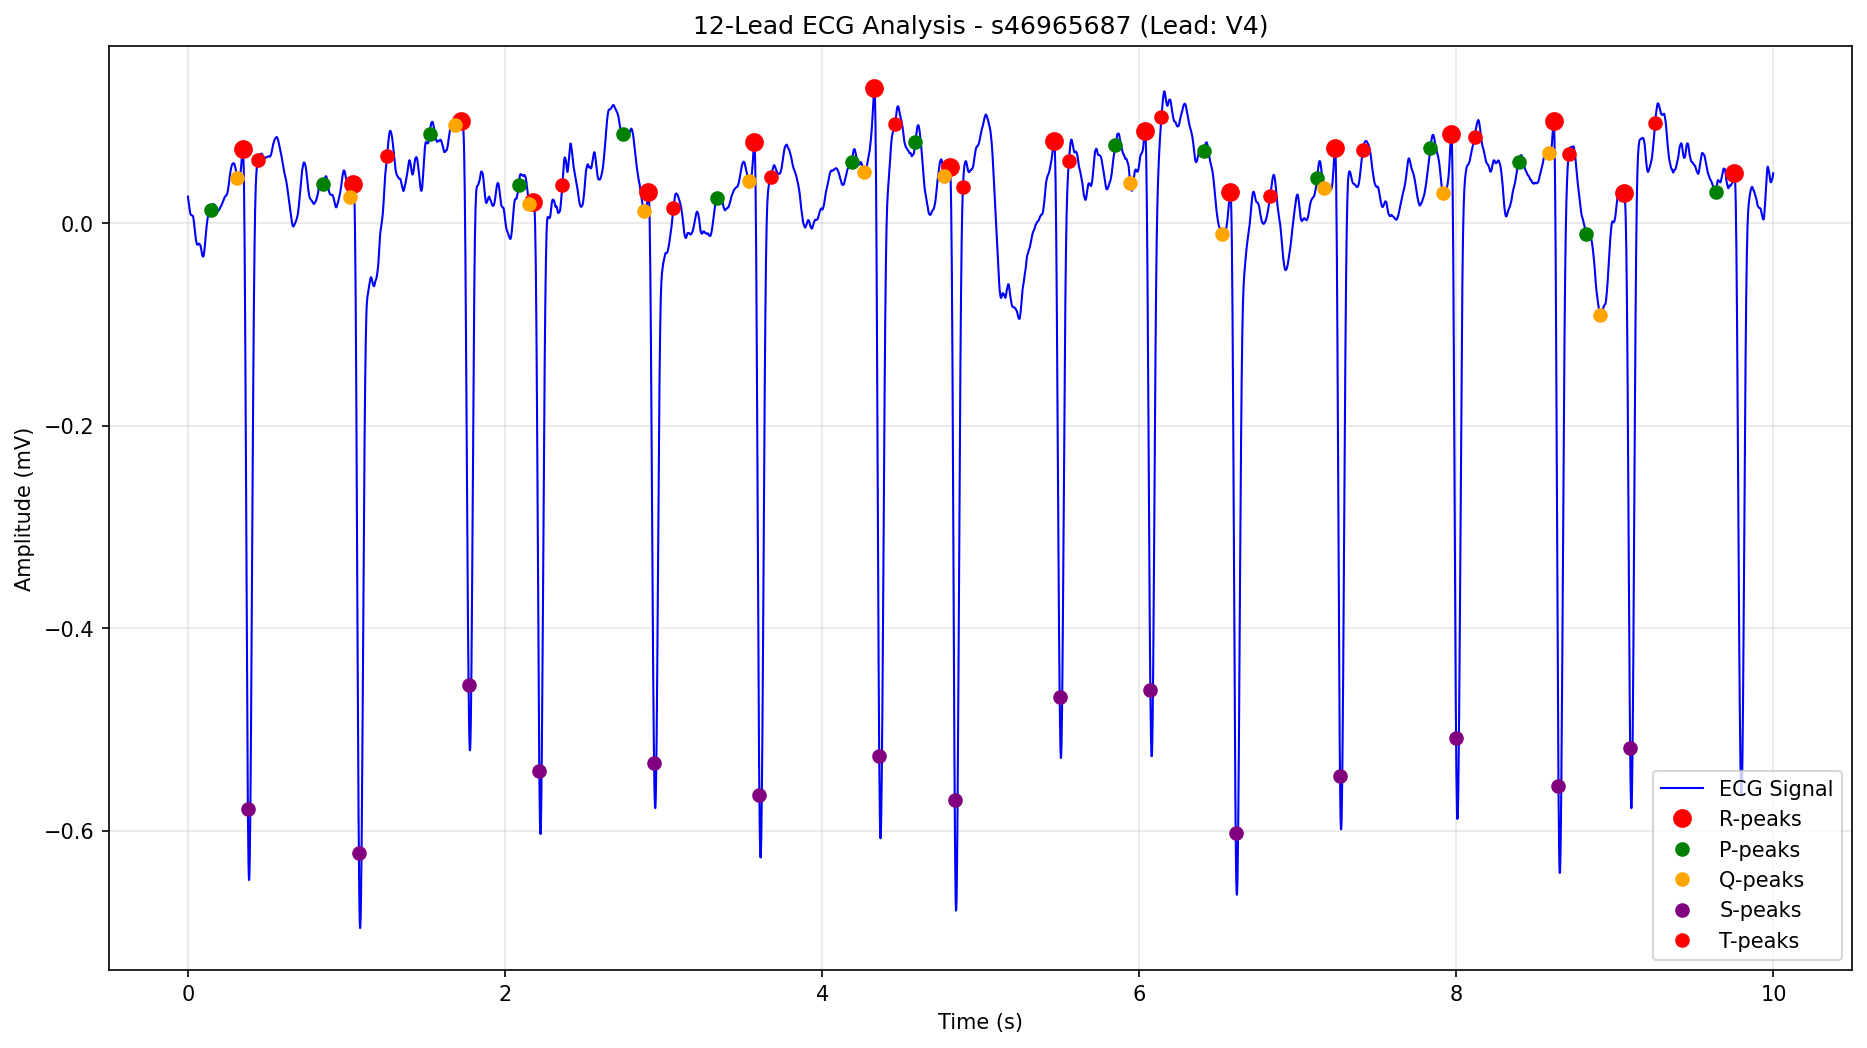 12-Lead ECG Analysis - s46965687 (Lead: V4)
Amplitude (mV)
0.0
−0.2
−0.4
−0.6
0 2 4 6 8 10
Time (s)
ECG Signal
R-peaks
P-peaks
Q-peaks
S-peaks
T-peaks